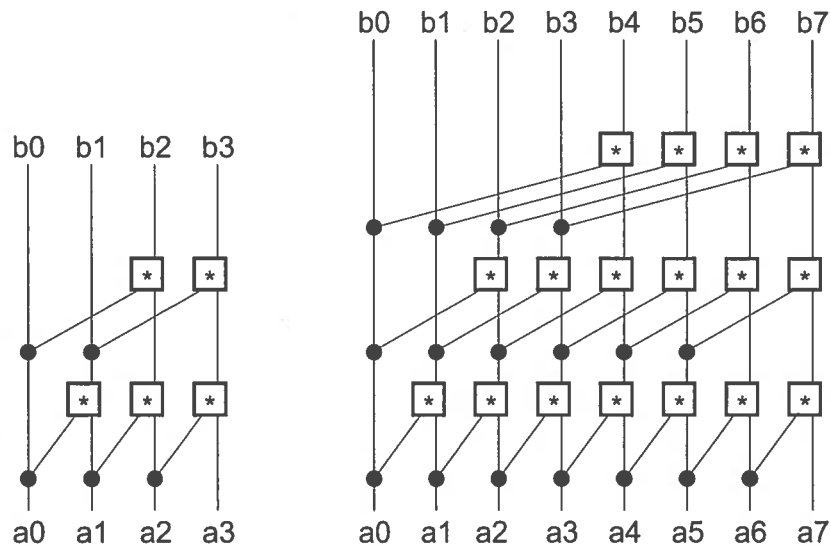 b0 b1 b2 b3 b4 b5 b6 b7
* * * *
b0 b1 b2 b3
* *
* * * * * *
* * *
* * * * * * *
a0 a1 a2 a3
a0 a1 a2 a3 a4 a5 a6 a7